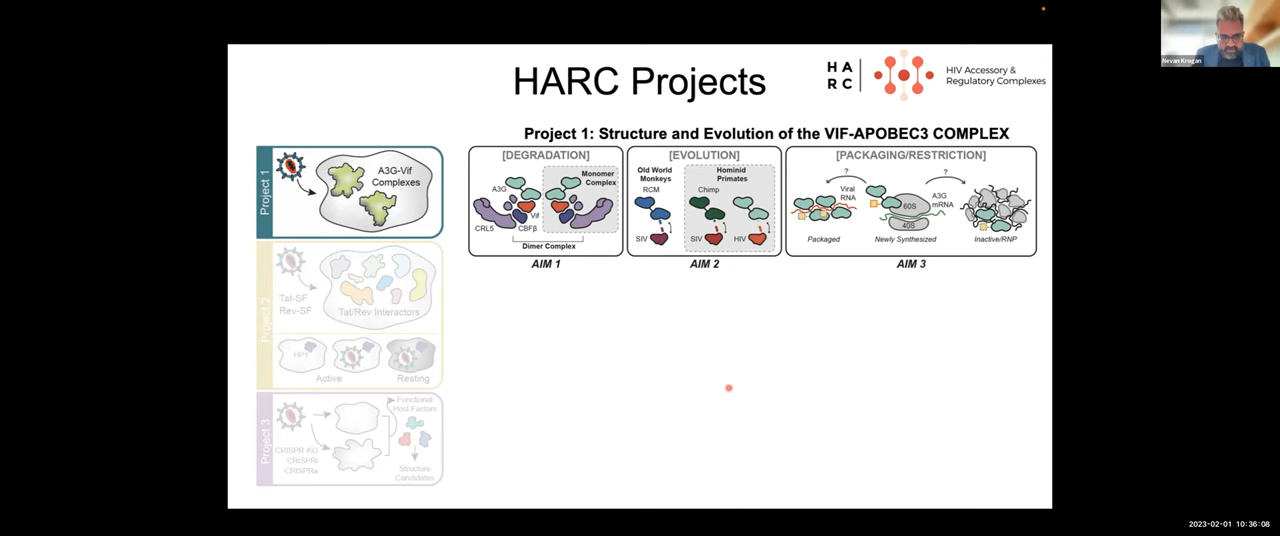 Nevan Krogan
HARC Projects
H A
R C
HIV Accessory &
Regulatory Complexes
Project 1: Structure and Evolution of the VIF-APOBEC3 COMPLEX
Project 1
A3G-Vif
Complexes
[DEGRADATION]
Monomer
Complex
A3G
Vif
CRL5
CBFβ
Dimer Complex
AIM 1
[EVOLUTION]
Old World
Monkeys
Hominid
Primates
RCM
Chimp
SIV
SIV
HIV
AIM 2
[PACKAGING/RESTRICTION]
?
?
Viral
RNA
60S
40S
A3G
mRNA
Packaged
Newly Synthesized
Inactive/RNP
AIM 3
Project 2
Tat-SF
Rev-SF
Tat/Rev Interactors
HP1
Active
Resting
Project 3
CRISPR-KO
CRISPRi
CRISPRa
Functional
Host Factors
Structure
Candidates
2023-02-01 10:36:08